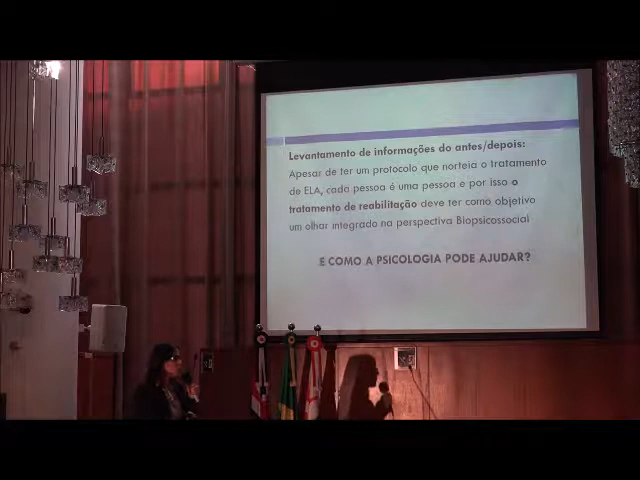 Levantamento de informações do antes/depois:
Apesar de ter um protocolo que norteia o tratamento
de ELA, cada pessoa é uma pessoa e por isso o
tratamento de reabilitação deve ter como objetivo
um olhar integrado na perspectiva Biopsicossocial
E COMO A PSICOLOGIA PODE AJUDAR?